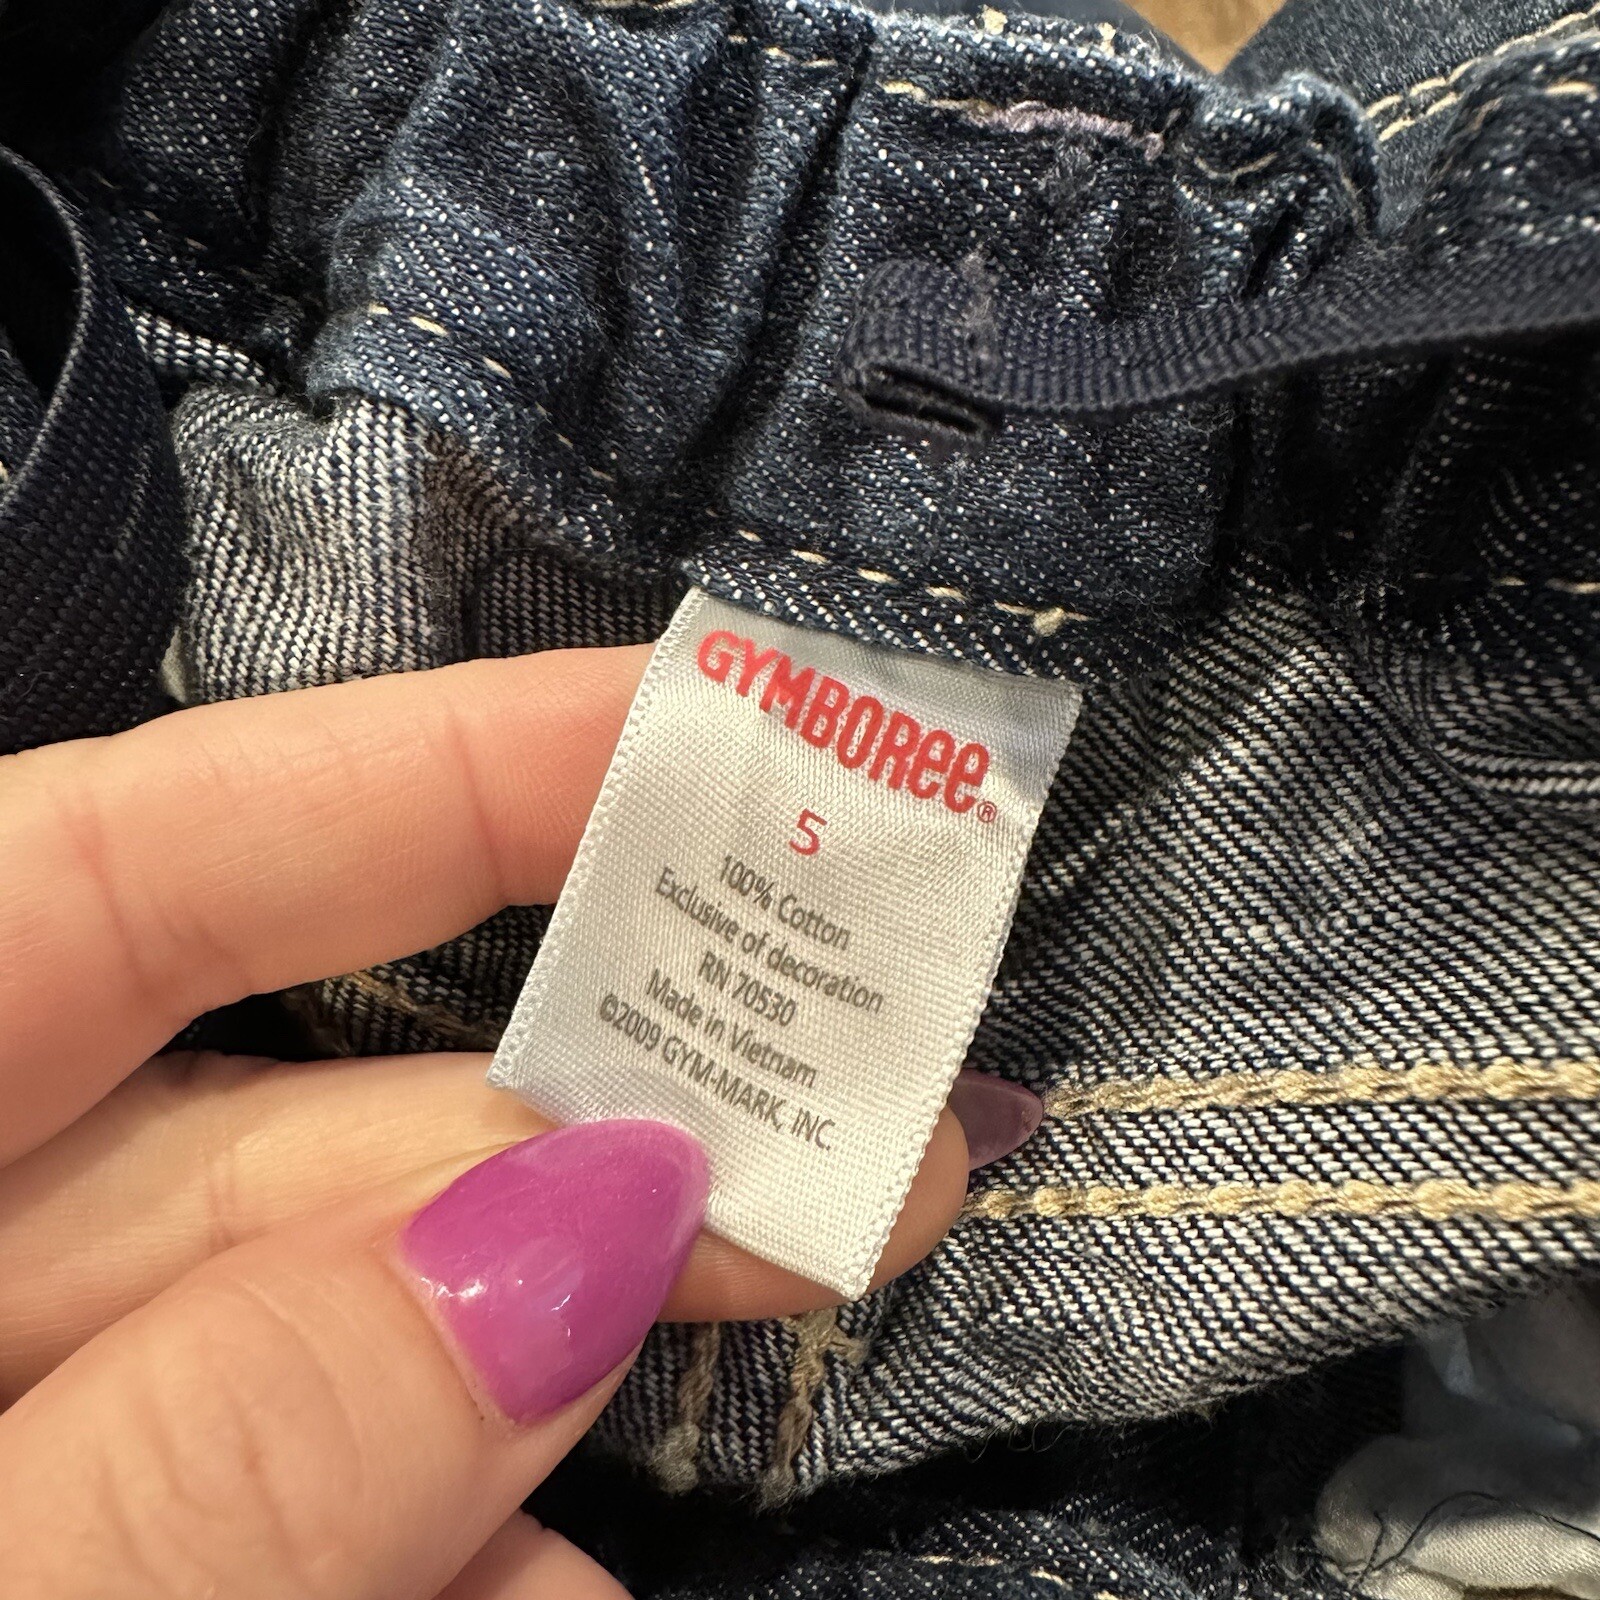 GYMBOREE®
5
100% Cotton
Exclusive of decoration
RN 70530
Made in Vietnam
©2009 GYM-MARK, INC.